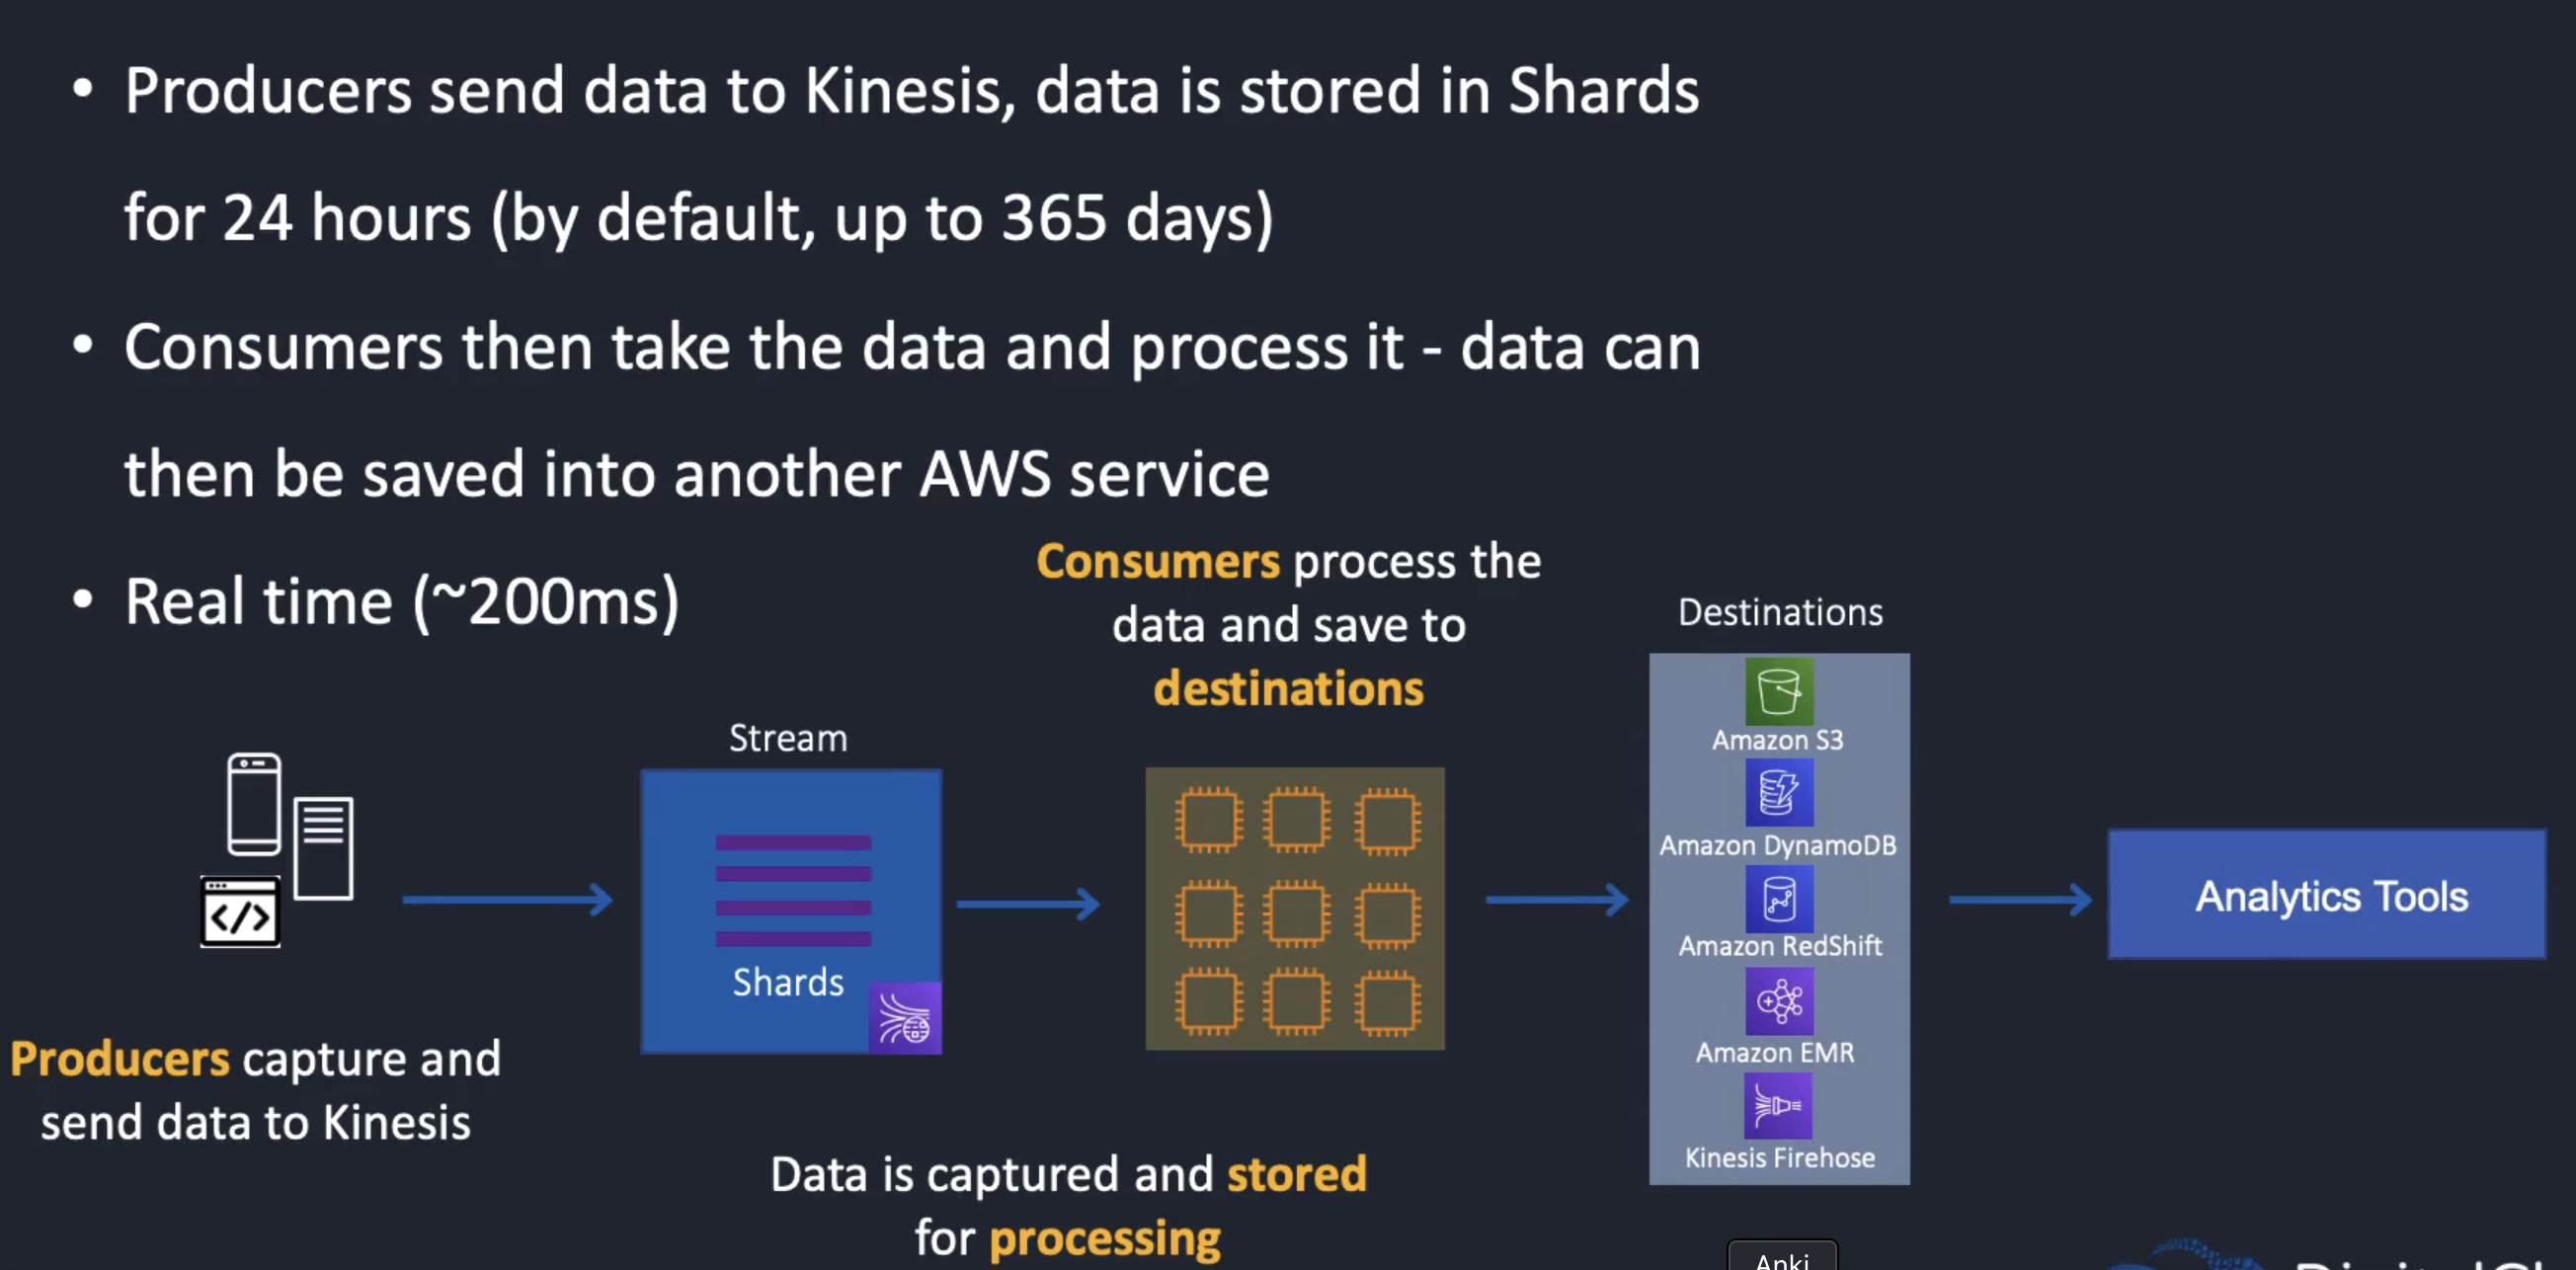 • Producers send data to Kinesis, data is stored in Shards
for 24 hours (by default, up to 365 days)
• Consumers then take the data and process it - data can
then be saved into another AWS service
• Real time (~200ms)
Consumers process the
data and save to
destinations
Destinations
Amazon S3
Amazon DynamoDB
Amazon RedShift
Amazon EMR
Kinesis Firehose
Stream
Shards
</>
Analytics Tools
Producers capture and
send data to Kinesis
Data is captured and stored
for processing
Anki